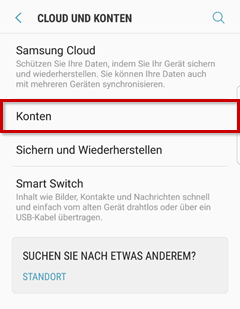 CLOUD UND KONTEN
Samsung Cloud
Schützen Sie Ihre Daten, indem Sie Ihr Gerät sichern
und wiederherstellen. Sie können Ihre Daten auch
mit mehreren Geräten synchronisieren.
Konten
Sichern und Wiederherstellen
Smart Switch
Inhalt wie Bilder, Kontakte und Nachrichten schnell
und einfach vom alten Gerät drahtlos oder über ein
USB-Kabel übertragen.
SUCHEN SIE NACH ETWAS ANDEREM?
STANDORT